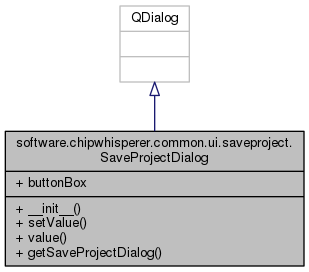 QDialog
software.chipwhisperer.common.ui.saveproject.
SaveProjectDialog
+ buttonBox
+ __init__()
+ setValue()
+ value()
+ getSaveProjectDialog()